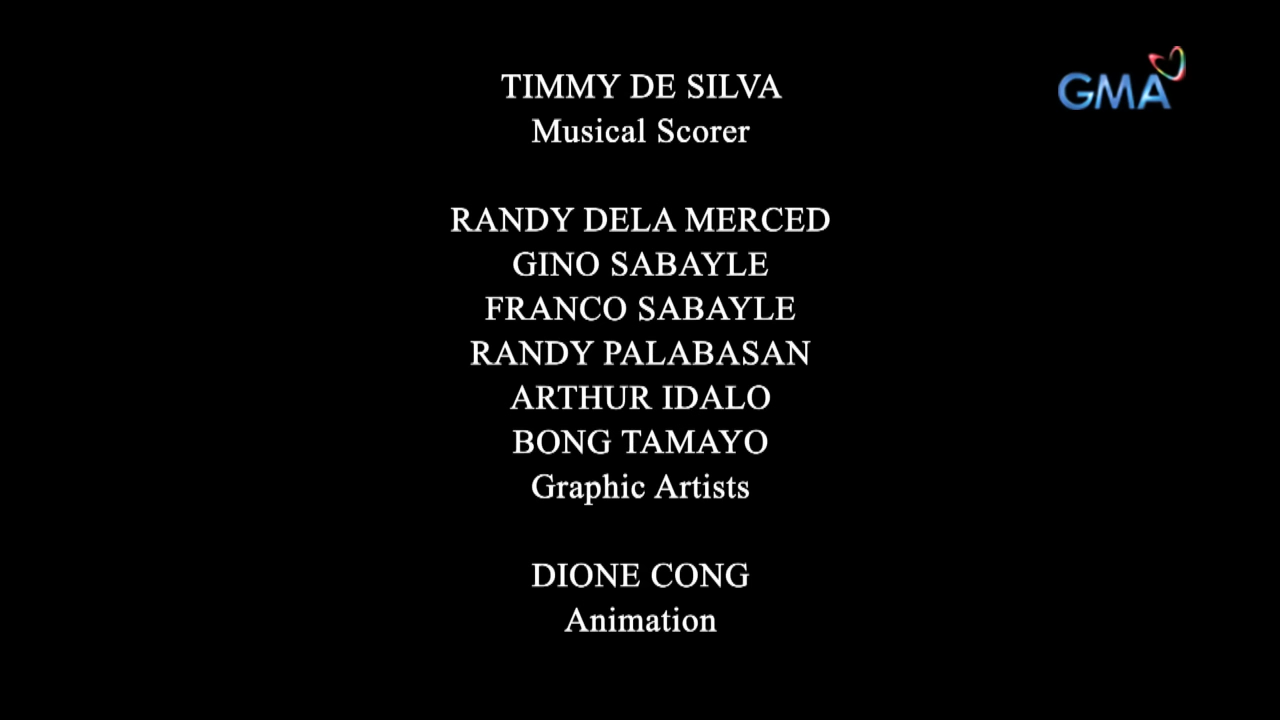 TIMMY DE SILVA
Musical Scorer
GMA
RANDY DELA MERCED
GINO SABAYLE
FRANCO SABAYLE
RANDY PALABASAN
ARTHUR IDALO
BONG TAMAYO
Graphic Artists
DIONE CONG
Animation